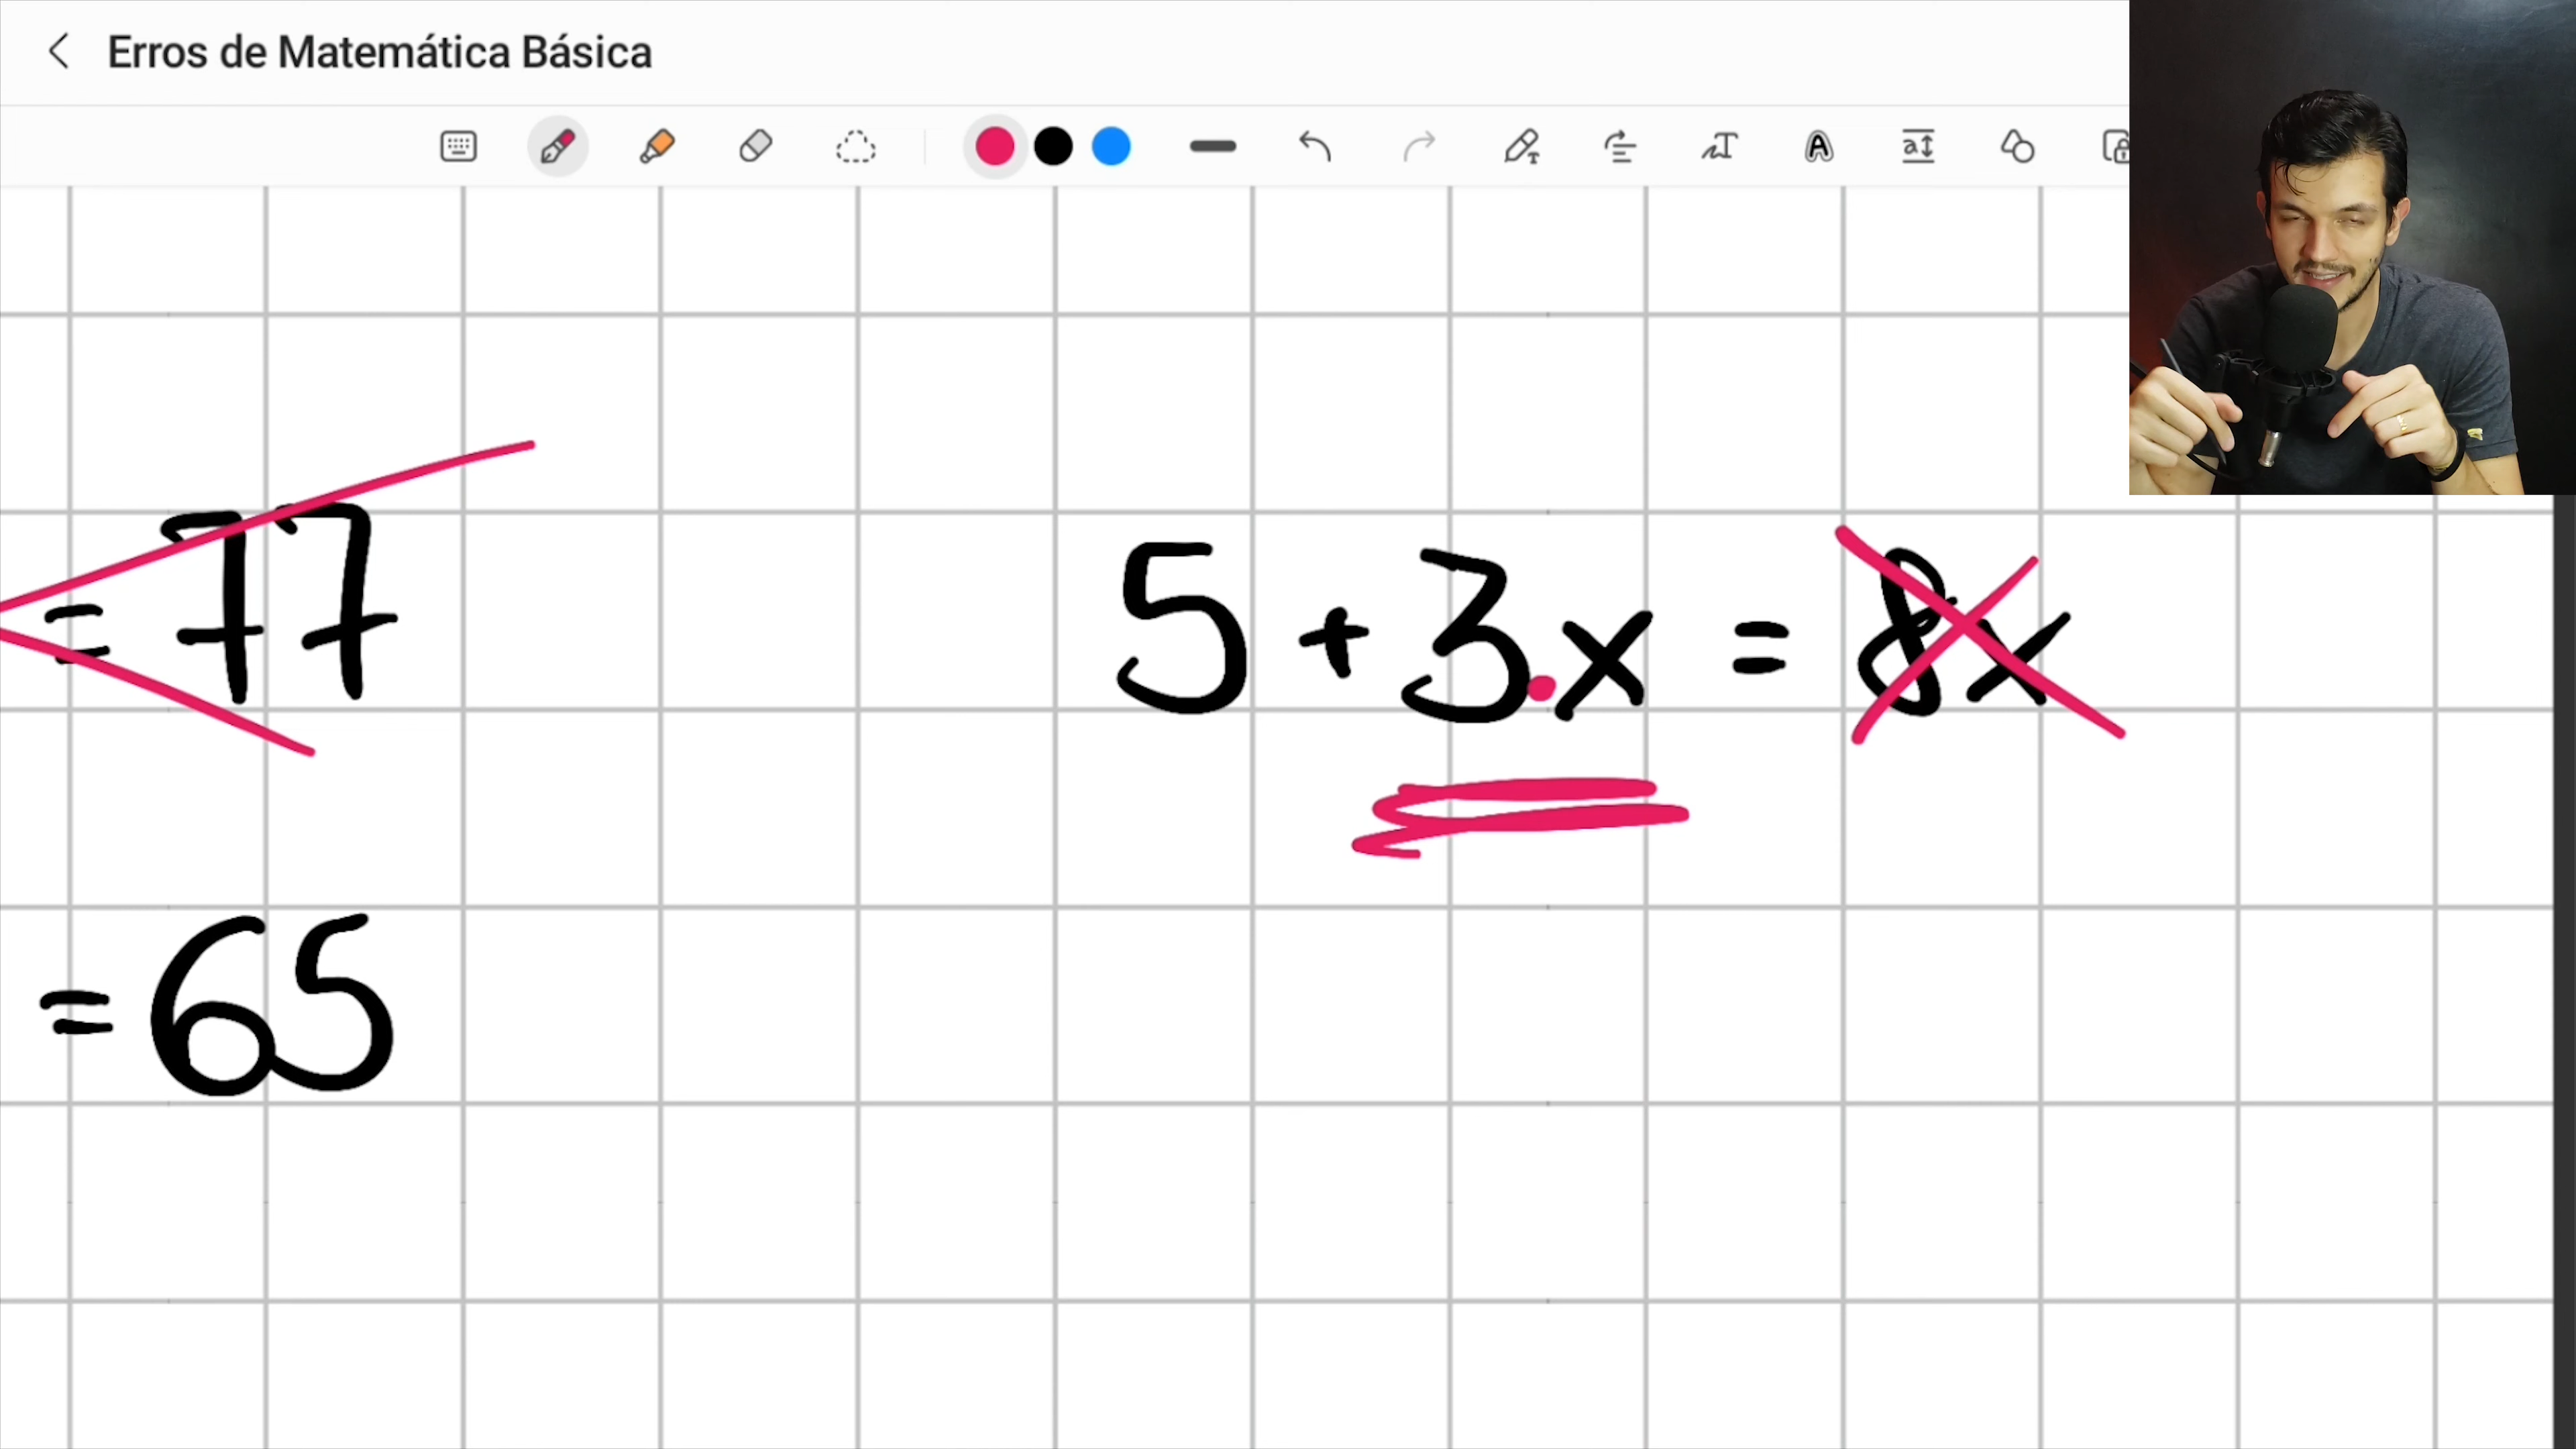 Erros de Matemática Básica
= 77
5 + 3.x = 8x
= 65